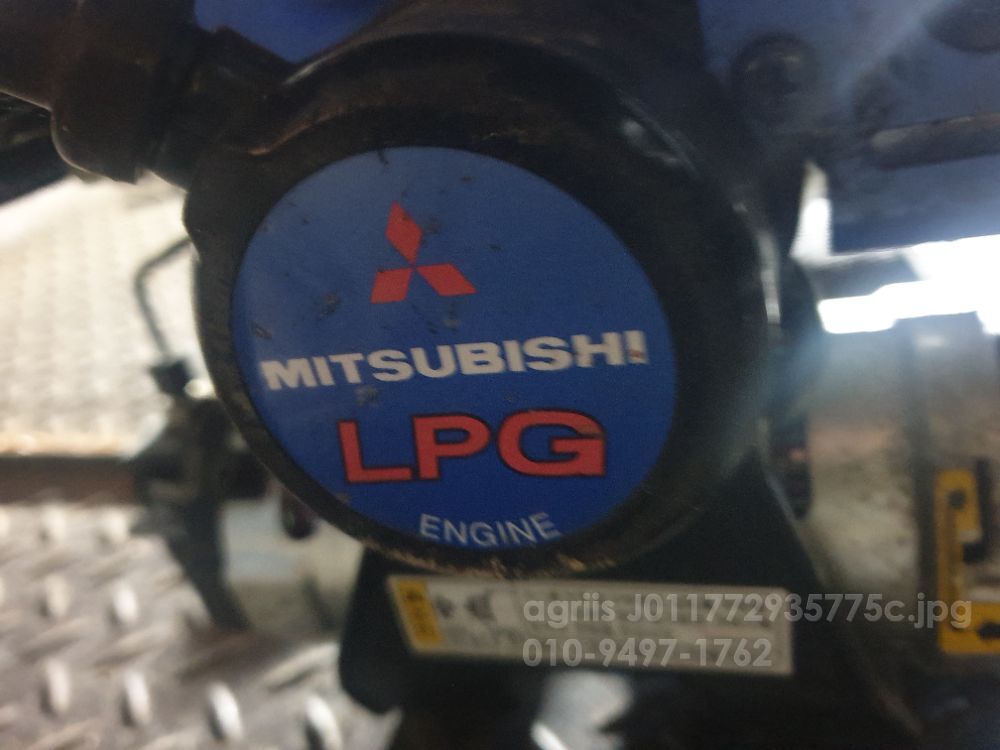 MITSUBISHI
LPG
ENGINE
agriis J011772935775c.jpg
010-9497-1762